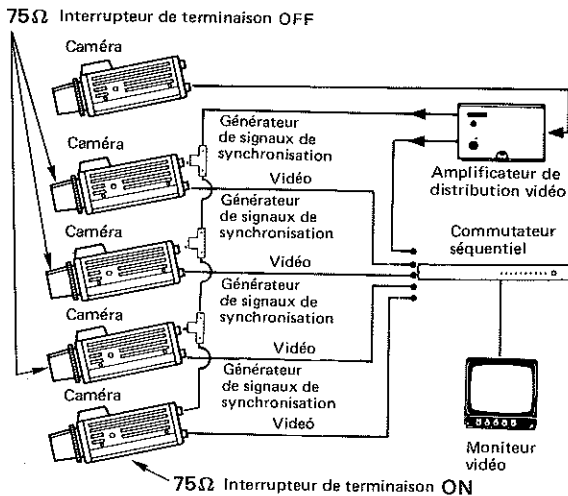 75Ω Interrupteur de terminaison OFF
Caméra
Caméra
Générateur
de signaux de
synchronisation
Vidéo
Amplificateur de
distribution vidéo
Générateur
de signaux de
synchronisation
Commutateur
séquentiel
Caméra
Vidéo
Générateur
de signaux de
synchronisation
Caméra
Vidéo
Générateur
de signaux de
synchronisation
Caméra
Videó
Moniteur
vidéo
75Ω Interrupteur de terminaison ON